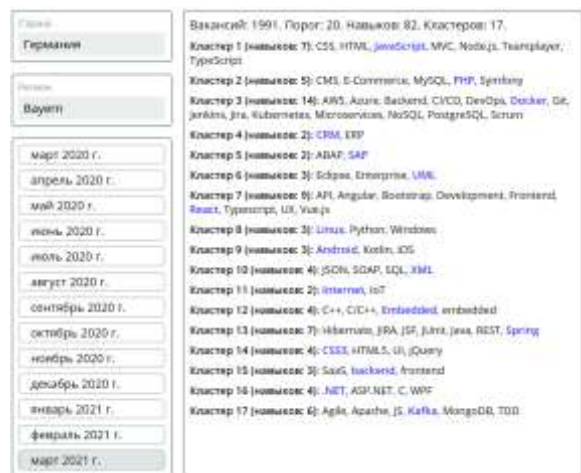 Страна
Германия
Регион
Bayern
март 2020 г.
апрель 2020 г.
май 2020 г.
июнь 2020 г.
июль 2020 г.
август 2020 г.
сентябрь 2020 г.
октябрь 2020 г.
ноябрь 2020 г.
декабрь 2020 г.
январь 2021 г.
февраль 2021 г.
март 2021 г.
Вакансий: 1991. Порог: 20. Навыков: 82. Кластеров: 17.
Кластер 1 (навыков: 7): CSS, HTML, JavaScript, MVC, Node.js, Teamplayer,
TypeScript
Кластер 2 (навыков: 5): CMS, E-Commerce, MySQL, PHP, Symfony
Кластер 3 (навыков: 14): AWS, Azure, Backend, CI/CD, DevOps, Docker, Git,
Jenkins, Jira, Kubernetes, Microservices, NoSQL, PostgreSQL, Scrum
Кластер 4 (навыков: 2): CRM, ERP
Кластер 5 (навыков: 2): ABAP, SAP
Кластер 6 (навыков: 3): Eclipse, Enterprise, UML
Кластер 7 (навыков: 9): API, Angular, Bootstrap, Development, Frontend,
React, Typescript, UX, Vue.js
Кластер 8 (навыков: 3): Linux, Python, Windows
Кластер 9 (навыков: 3): Android, Kotlin, iOS
Кластер 10 (навыков: 4): JSON, SOAP, SQL, XML
Кластер 11 (навыков: 2): Internet, IoT
Кластер 12 (навыков: 4): C++, C/C++, Embedded, embedded
Кластер 13 (навыков: 7): Hibernate, JIRA, JSF, JUnit, Java, REST, Spring
Кластер 14 (навыков: 4): CSS3, HTML5, UI, jQuery
Кластер 15 (навыков: 3): SaaS, backend, frontend
Кластер 16 (навыков: 4): .NET, ASP.NET, C, WPF
Кластер 17 (навыков: 6): Agile, Apache, JS, Kafka, MongoDB, TDD